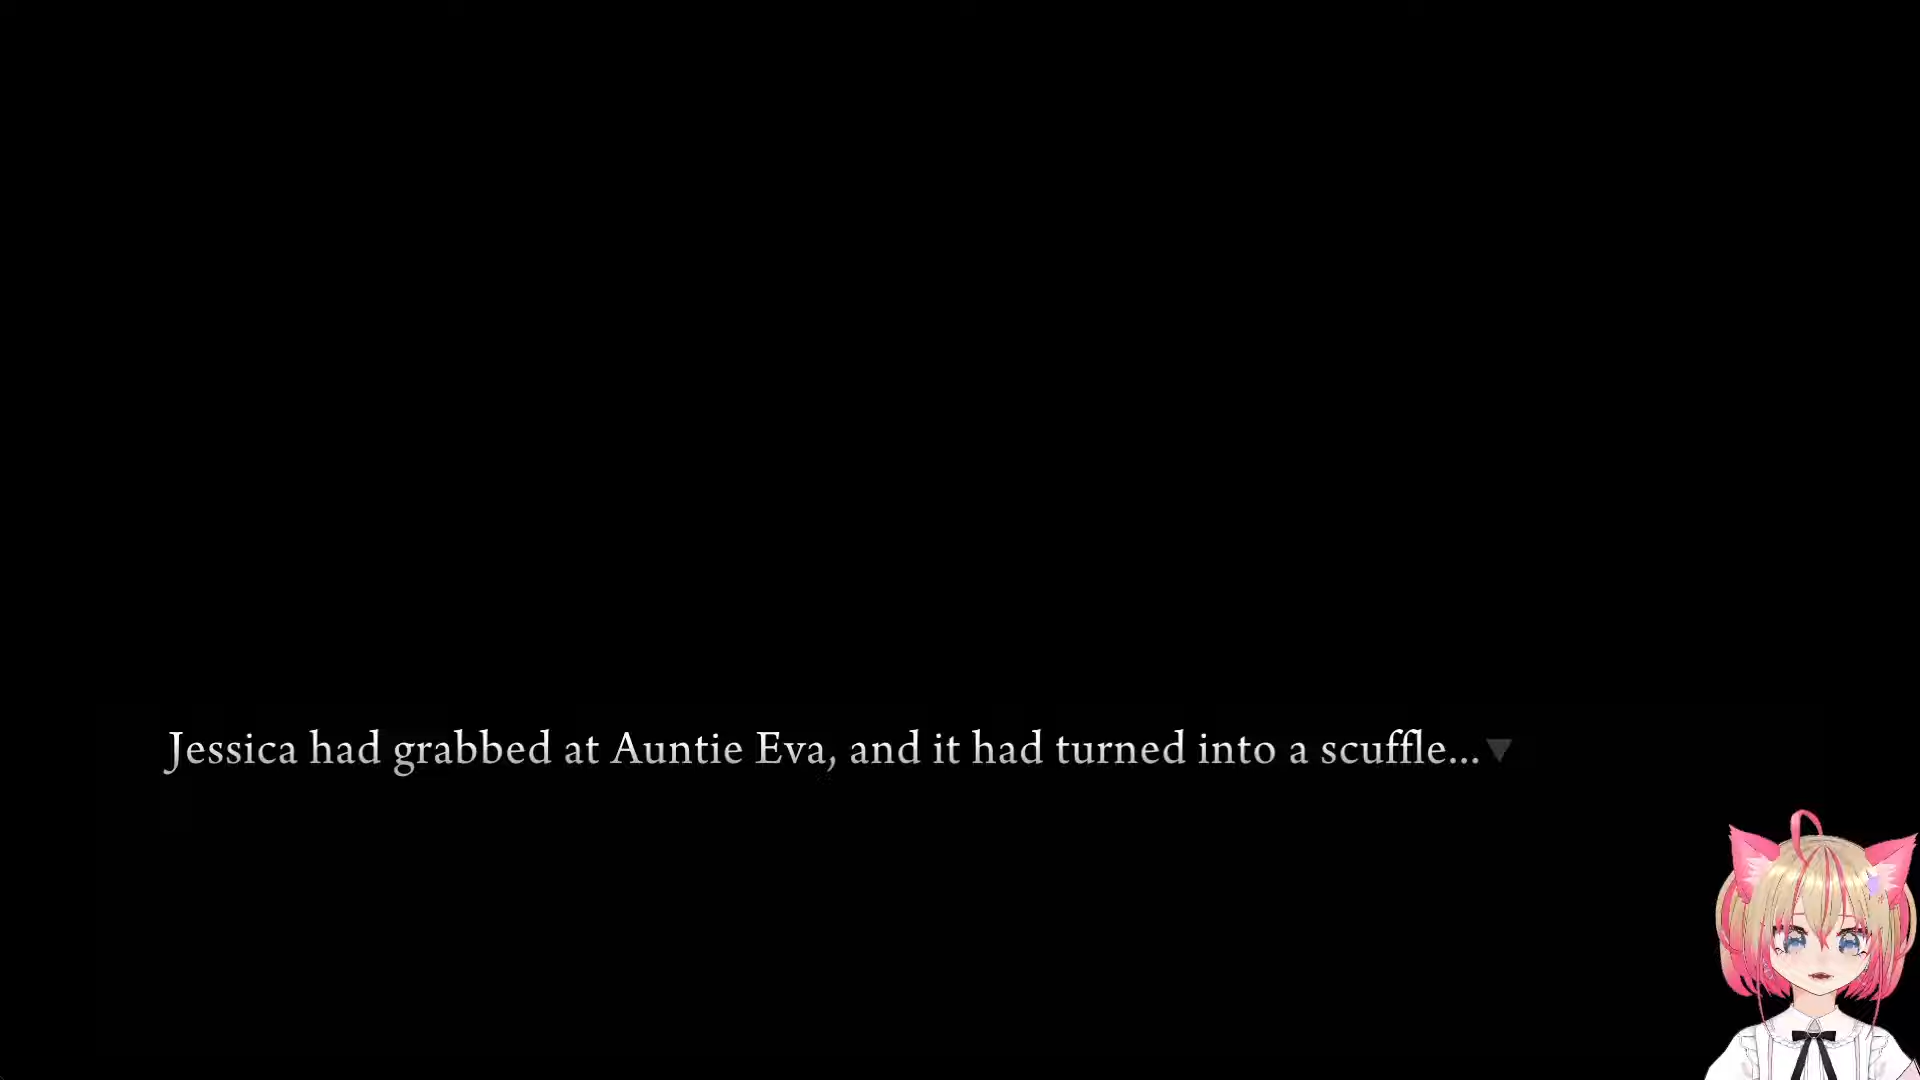 Jessica had grabbed at Auntie Eva, and it had turned into a scuffle...